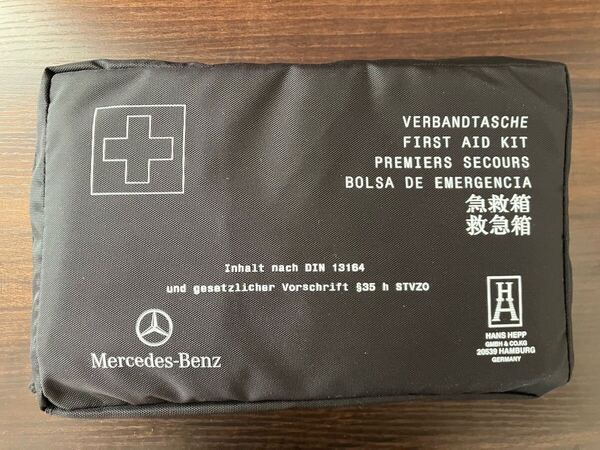 VERBANDTASCHE
FIRST AID KIT
PREMIERS SECOURS
BOLSA DE EMERGENCIA
急救箱
救急箱
Inhalt nach DIN 13164
und gesetzlicher Vorschrift §35 h STVZO
Mercedes-Benz
HH
HANS HEPP
GMBH & CO.KG
20539 HAMBURG
GERMANY